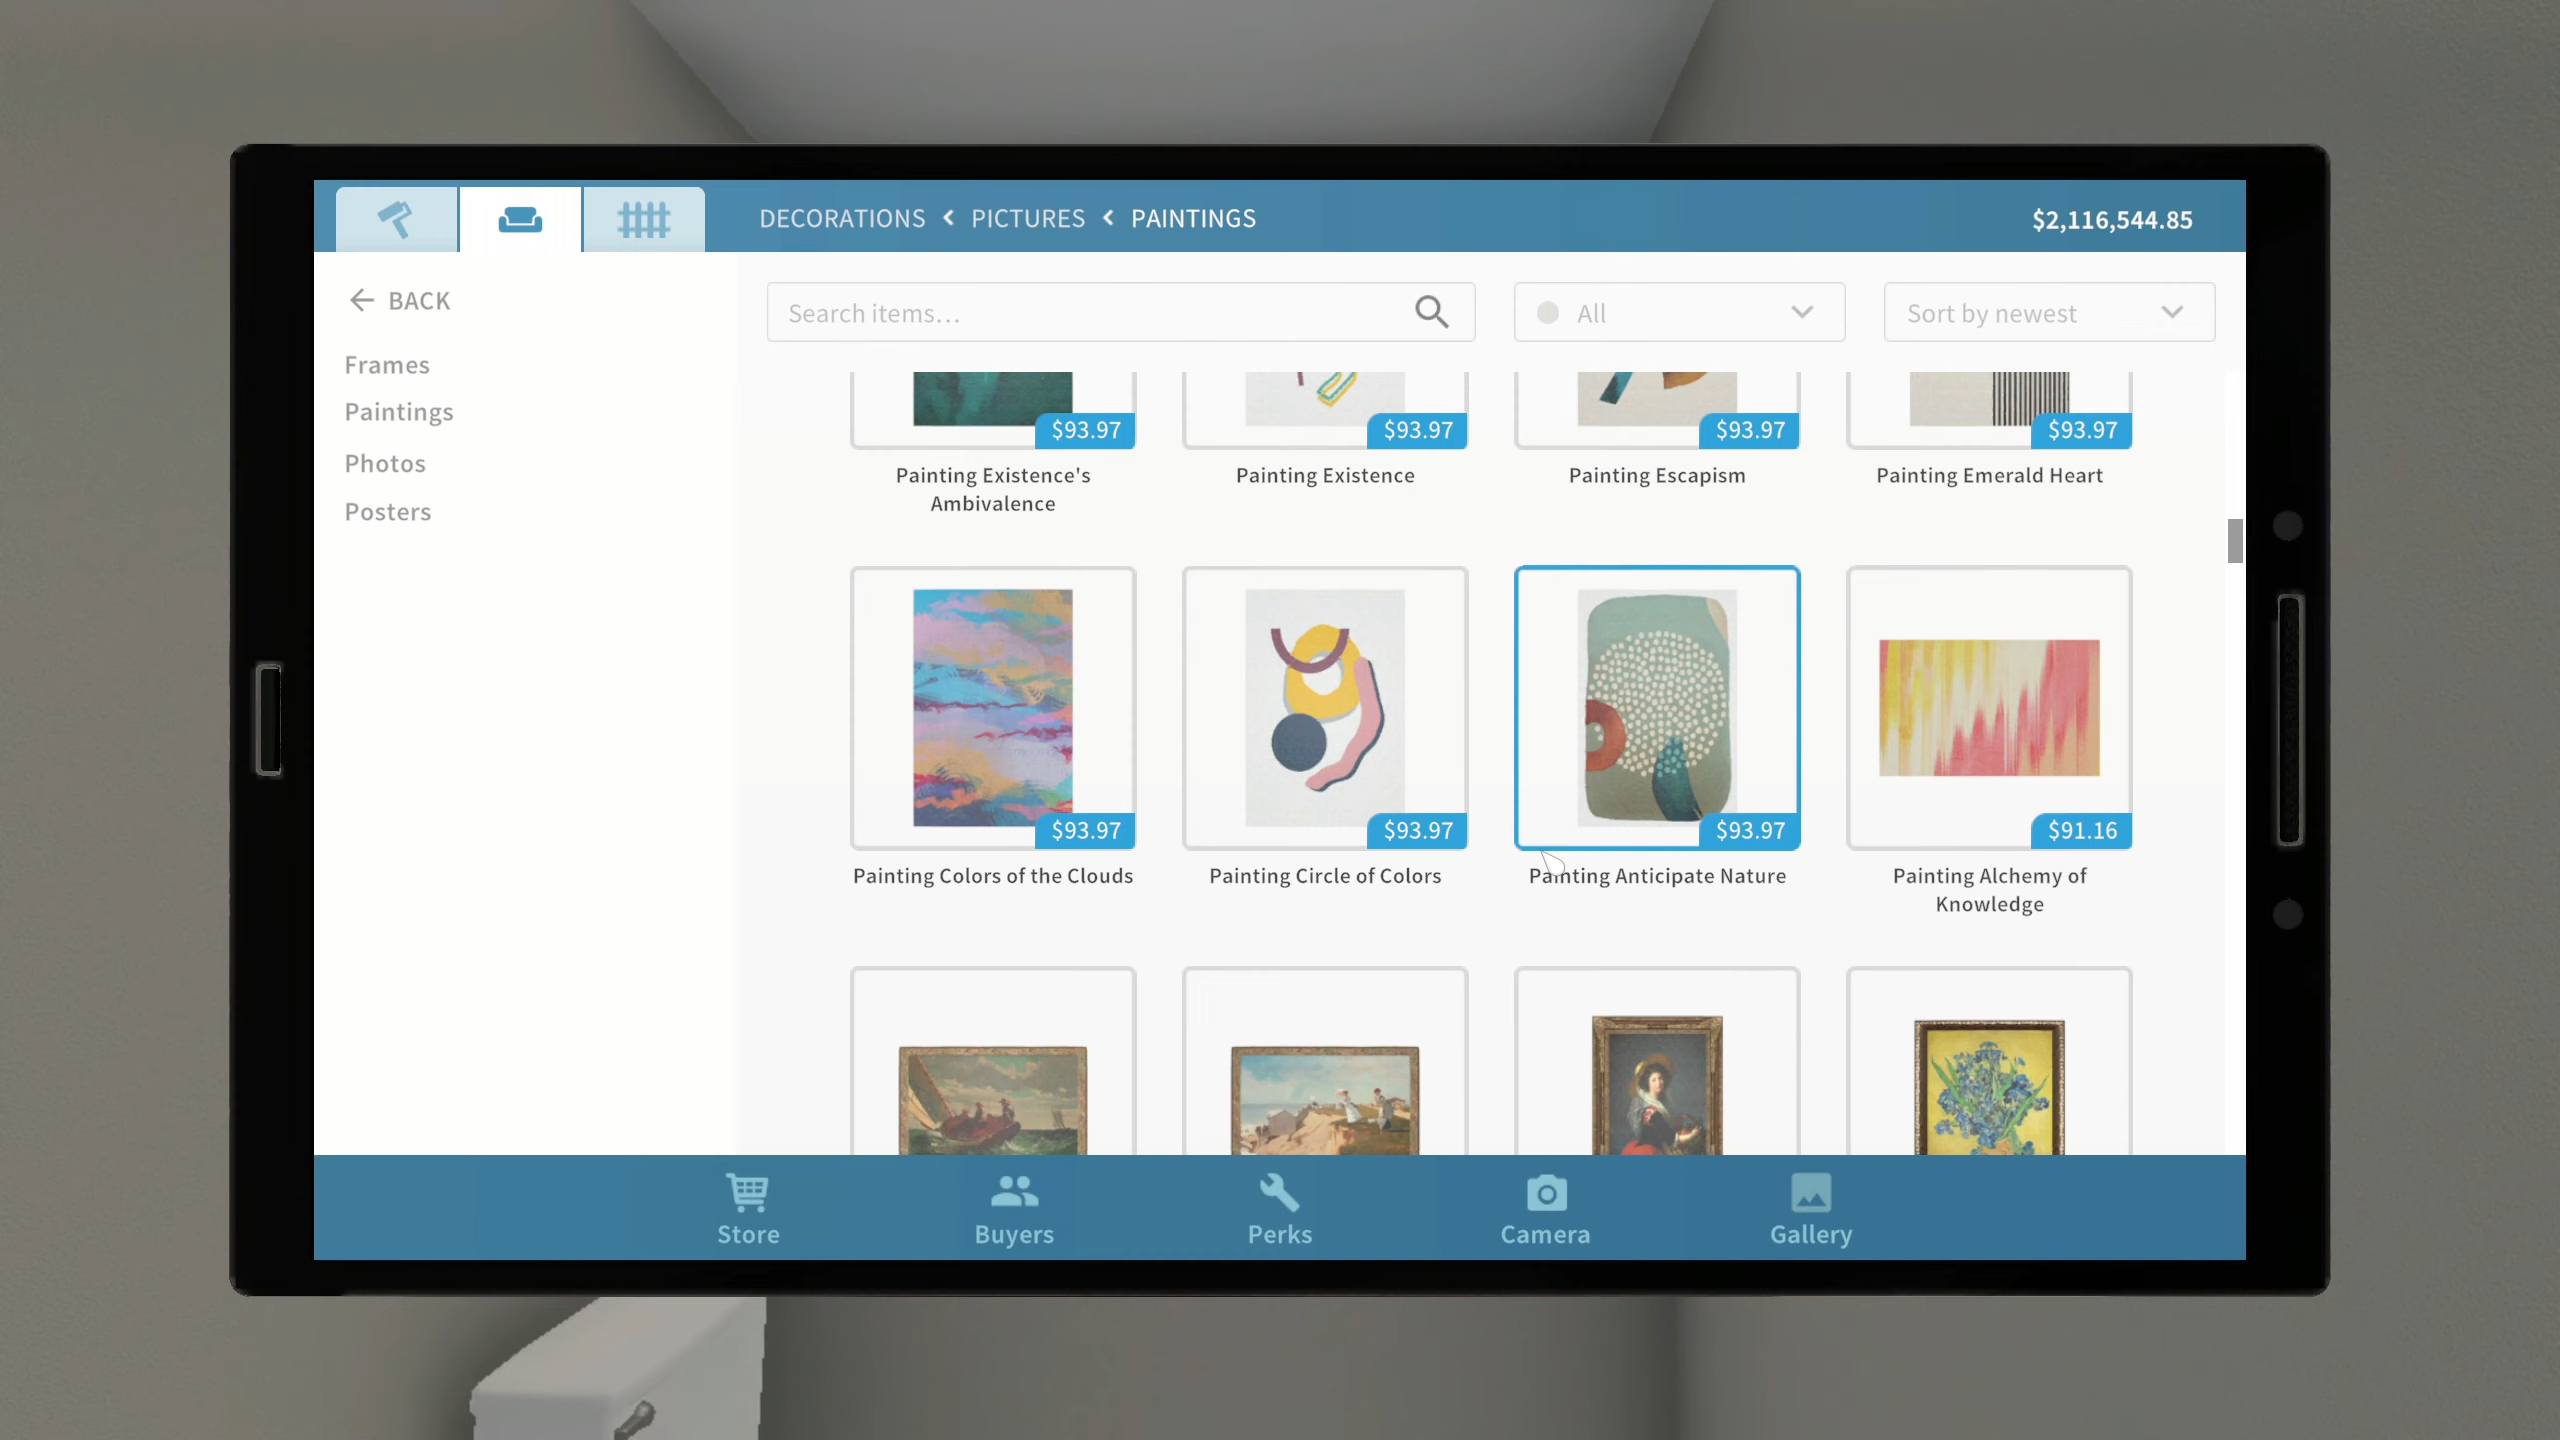 DECORATIONS < PICTURES < PAINTINGS
$2,116,544.85
BACK
Frames
Paintings
Photos
Posters
Search items...
All
Sort by newest
$93.97
$93.97
$93.97
$93.97
Painting Existence's
Ambivalence
Painting Existence
Painting Escapism
Painting Emerald Heart
$93.97
$93.97
$93.97
$91.16
Painting Colors of the Clouds
Painting Circle of Colors
Painting Anticipate Nature
Painting Alchemy of
Knowledge
Store
Buyers
Perks
Camera
Gallery